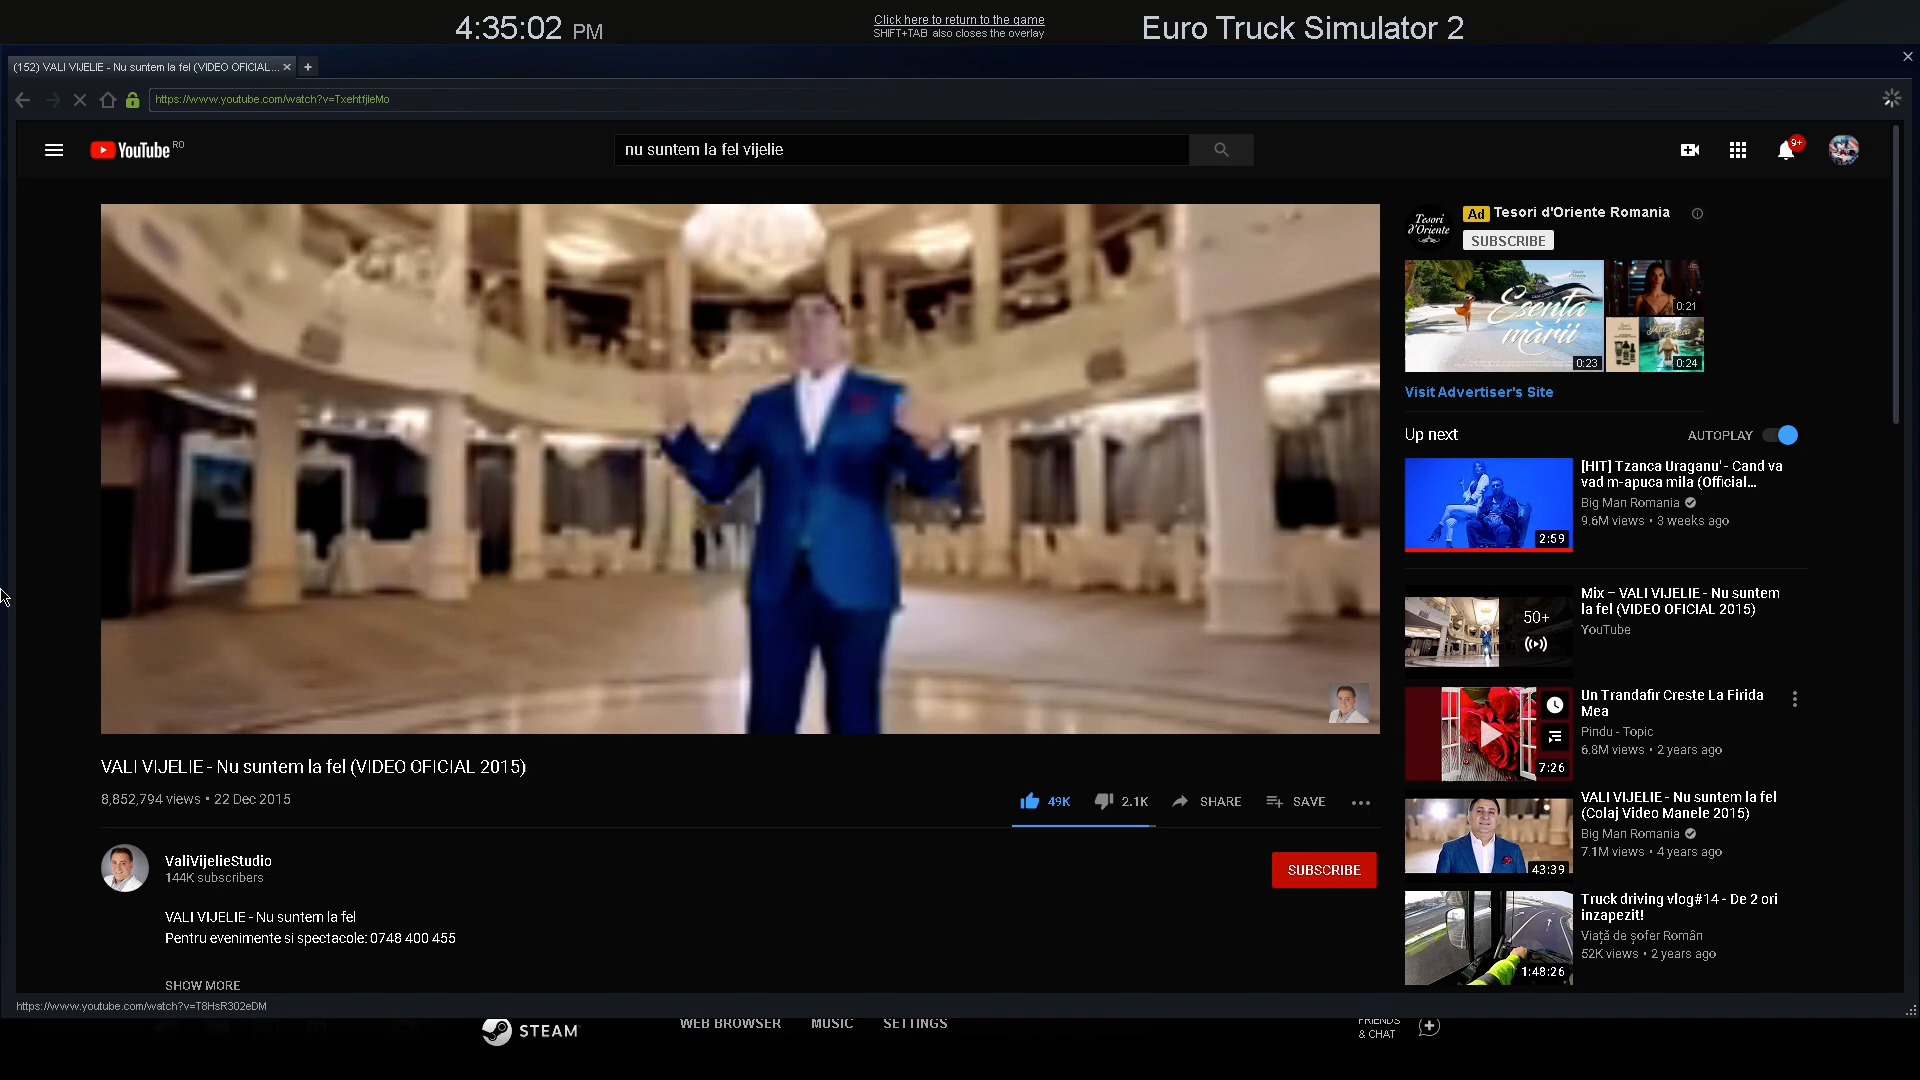 4:35:02 PM
Click here to return to the game
SHIFT+TAB also closes the overlay
Euro Truck Simulator 2
(152) VALI VIJELIE - Nu suntem la fel (VIDEO OFICIAL...
https://www.youtube.com/watch?v=TxehtfjleMo
YouTube RO
nu suntem la fel vijelie
9+
Tesori d'Oriente
Ad Tesori d'Oriente Romania
SUBSCRIBE
Esența mării
0:23
0:21
0:24
Visit Advertiser's Site
Up next
AUTOPLAY
[HIT] Tzanca Uraganu' - Cand va
vad m-apuca mila (Official...
Big Man Romania
9.6M views • 3 weeks ago
2:59
Mix – VALI VIJELIE - Nu suntem
la fel (VIDEO OFICIAL 2015)
YouTube
50+
Un Trandafir Creste La Firida
Mea
Pindu - Topic
6.8M views • 2 years ago
7:26
VALI VIJELIE - Nu suntem la fel
(Colaj Video Manele 2015)
Big Man Romania
7.1M views • 4 years ago
43:39
Truck driving vlog#14 - De 2 ori
inzapezit!
Viață de șofer Român
52K views • 2 years ago
1:48:26
VALI VIJELIE - Nu suntem la fel (VIDEO OFICIAL 2015)
8,852,794 views • 22 Dec 2015
49K
2.1K
SHARE
SAVE
ValiVijelieStudio
144K subscribers
SUBSCRIBE
VALI VIJELIE - Nu suntem la fel
Pentru evenimente si spectacole: 0748 400 455
SHOW MORE
https://www.youtube.com/watch?v=T8HsR302eDM
STEAM
WEB BROWSER
MUSIC
SETTINGS
FRIENDS
& CHAT